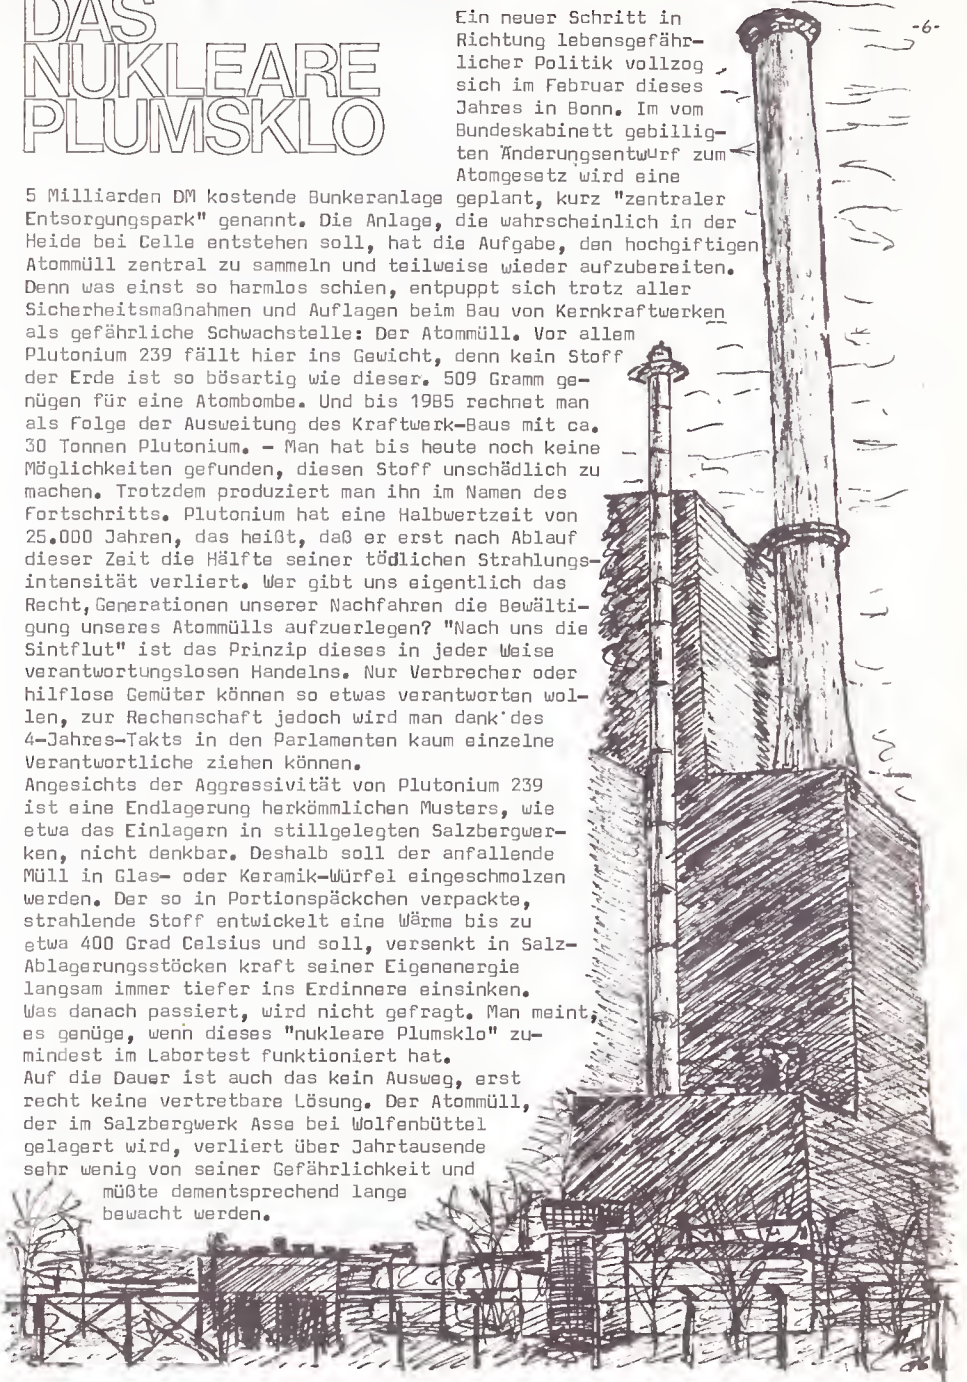 DAS
NUKLEARE
PLUMSKLO
-6-
Ein neuer Schritt in
Richtung lebensgefähr-
licher Politik vollzog
sich im Februar dieses
Jahres in Bonn. Im vom
Bundeskabinett gebillig-
ten Änderungsentwurf zum
Atomgesetz wird eine
5 Milliarden DM kostende Bunkeranlage geplant, kurz "zentraler
Entsorgungspark" genannt. Die Anlage, die wahrscheinlich in der
Heide bei Celle entstehen soll, hat die Aufgabe, den hochgiftigen
Atommüll zentral zu sammeln und teilweise wieder aufzubereiten.
Denn was einst so harmlos schien, entpuppt sich trotz aller
Sicherheitsmaßnahmen und Auflagen beim Bau von Kernkraftwerken
als gefährliche Schwachstelle: Der Atommüll. Vor allem
Plutonium 239 fällt hier ins Gewicht, denn kein Stoff
der Erde ist so bösartig wie dieser. 509 Gramm ge-
nügen für eine Atombombe. Und bis 1985 rechnet man
als Folge der Ausweitung des Kraftwerk-Baus mit ca.
30 Tonnen Plutonium. - Man hat bis heute noch keine
Möglichkeiten gefunden, diesen Stoff unschädlich zu
machen. Trotzdem produziert man ihn im Namen des
Fortschritts. Plutonium hat eine Halbwertzeit von
25.000 Jahren, das heißt, daß er erst nach Ablauf
dieser Zeit die Hälfte seiner tödlichen Strahlungs-
intensität verliert. Wer gibt uns eigentlich das
Recht, Generationen unserer Nachfahren die Bewälti-
gung unseres Atommülls aufzuerlegen? "Nach uns die
Sintflut" ist das Prinzip dieses in jeder Weise
verantwortungslosen Handelns. Nur Verbrecher oder
hilflose Gemüter können so etwas verantworten wol-
len, zur Rechenschaft jedoch wird man dank des
4-Jahres-Takts in den Parlamenten kaum einzelne
Verantwortliche ziehen können.
Angesichts der Aggressivität von Plutonium 239
ist eine Endlagerung herkömmlichen Musters, wie
etwa das Einlagern in stillgelegten Salzbergwer-
ken, nicht denkbar. Deshalb soll der anfallende
Müll in Glas- oder Keramik-Würfel eingeschmolzen
werden. Der so in Portionspäckchen verpackte,
strahlende Stoff entwickelt eine Wärme bis zu
etwa 400 Grad Celsius und soll, versenkt in Salz-
Ablagerungsstöcken kraft seiner Eigenenergie
langsam immer tiefer ins Erdinnere einsinken.
Was danach passiert, wird nicht gefragt. Man meint,
es genüge, wenn dieses "nukleare Plumsklo" zu-
mindest im Labortest funktioniert hat.
Auf die Dauer ist auch das kein Ausweg, erst
recht keine vertretbare Lösung. Der Atommüll,
der im Salzbergwerk Asse bei Wolfenbüttel
gelagert wird, verliert über Jahrtausende
sehr wenig von seiner Gefährlichkeit und
müßte dementsprechend lange
bewacht werden.